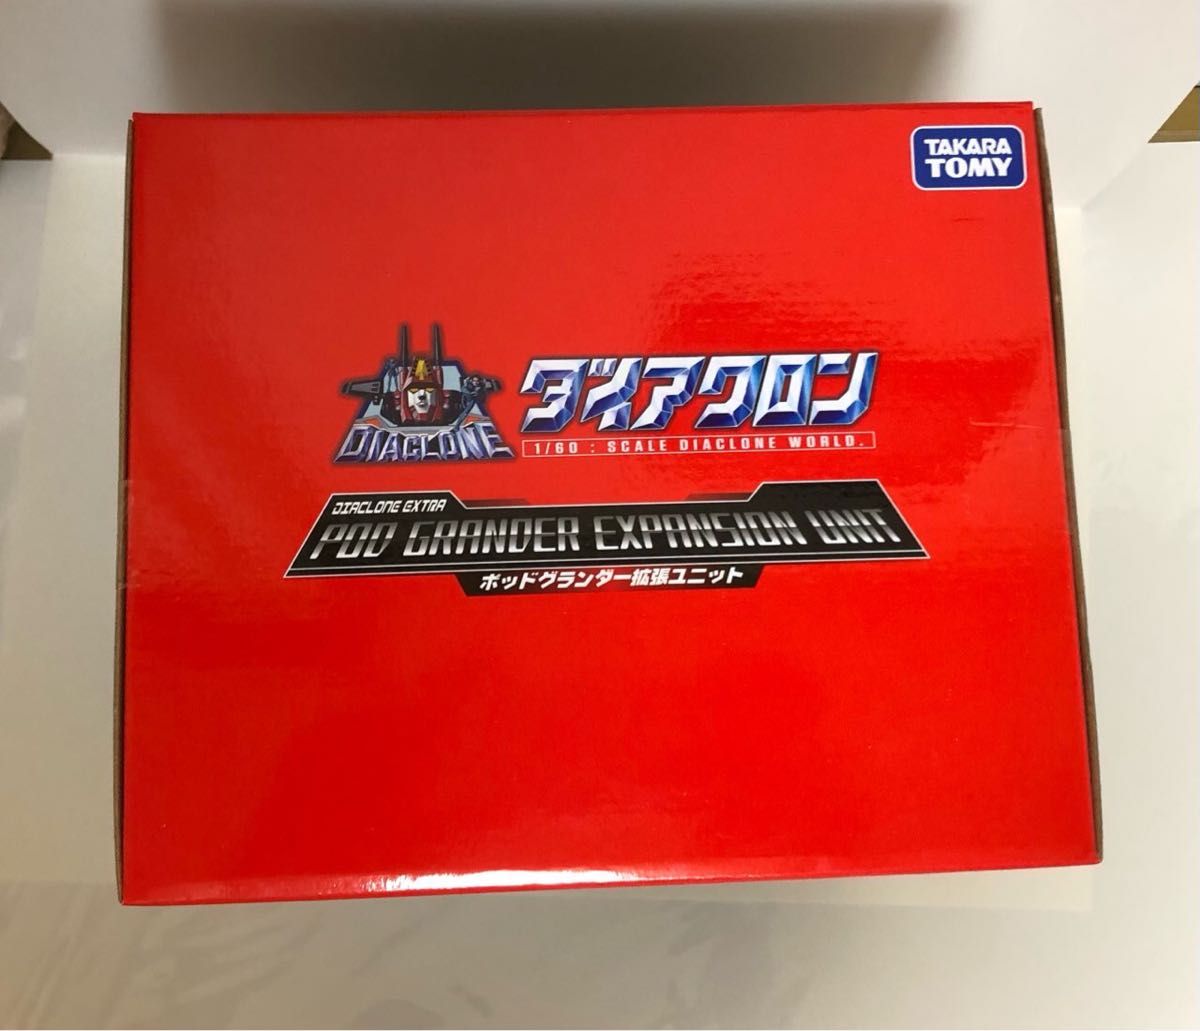 TAKARA
TOMY
DIACLONE
ダイアクロン
1/60 : SCALE DIACLONE WORLD.
DIACLONE EXTRA
POD GRANDER EXPANSION UNIT
ポッドグランダー拡張ユニット